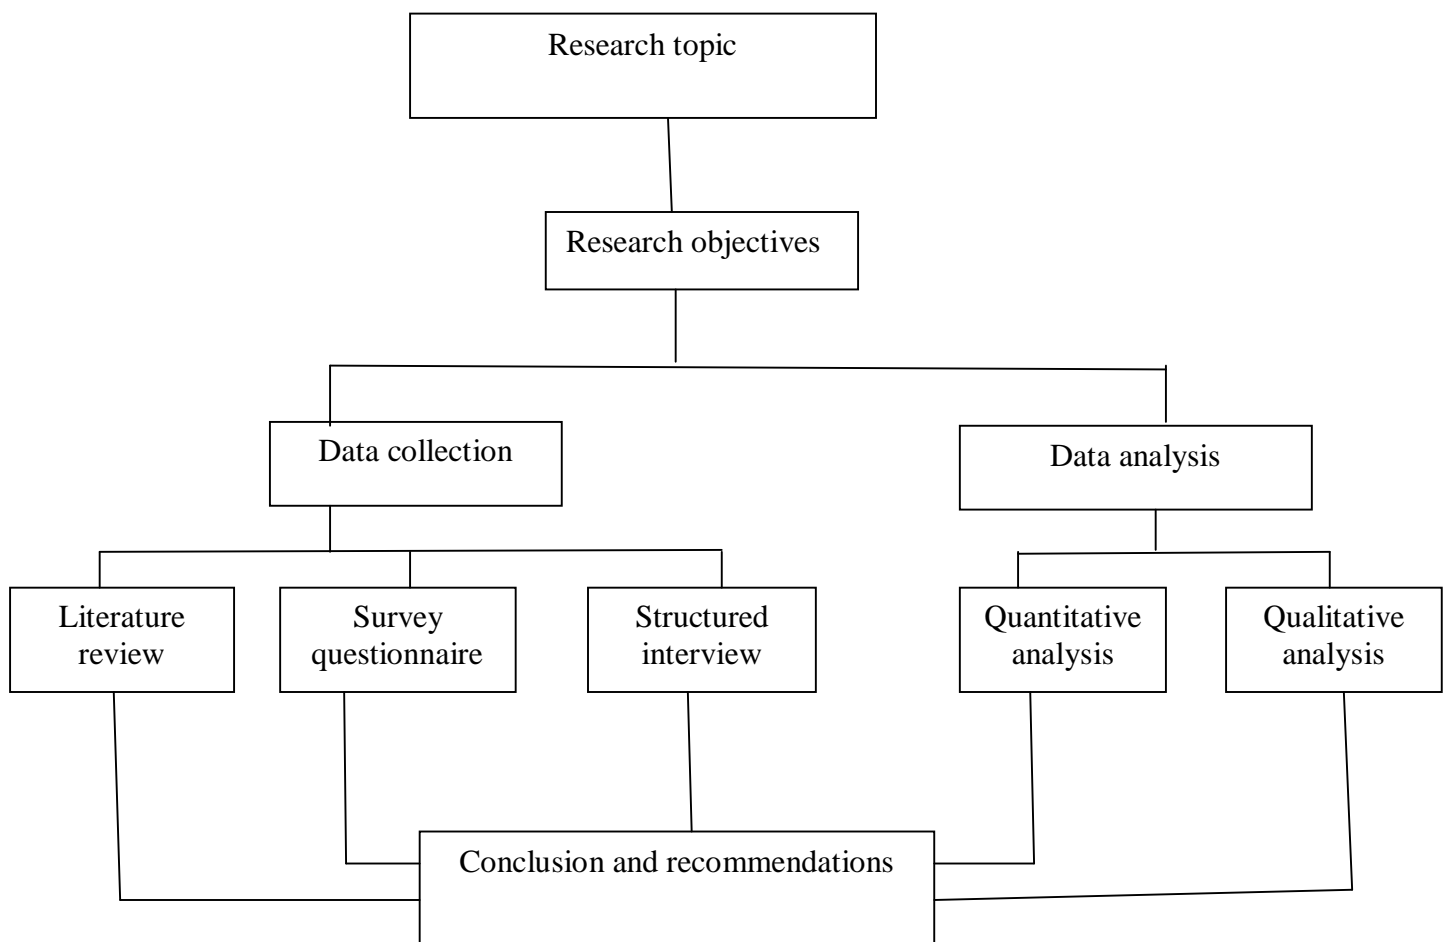 Research topic
Research objectives
Data collection
Data analysis
Literature
review
Survey
questionnaire
Structured
interview
Quantitative
analysis
Qualitative
analysis
Conclusion and recommendations